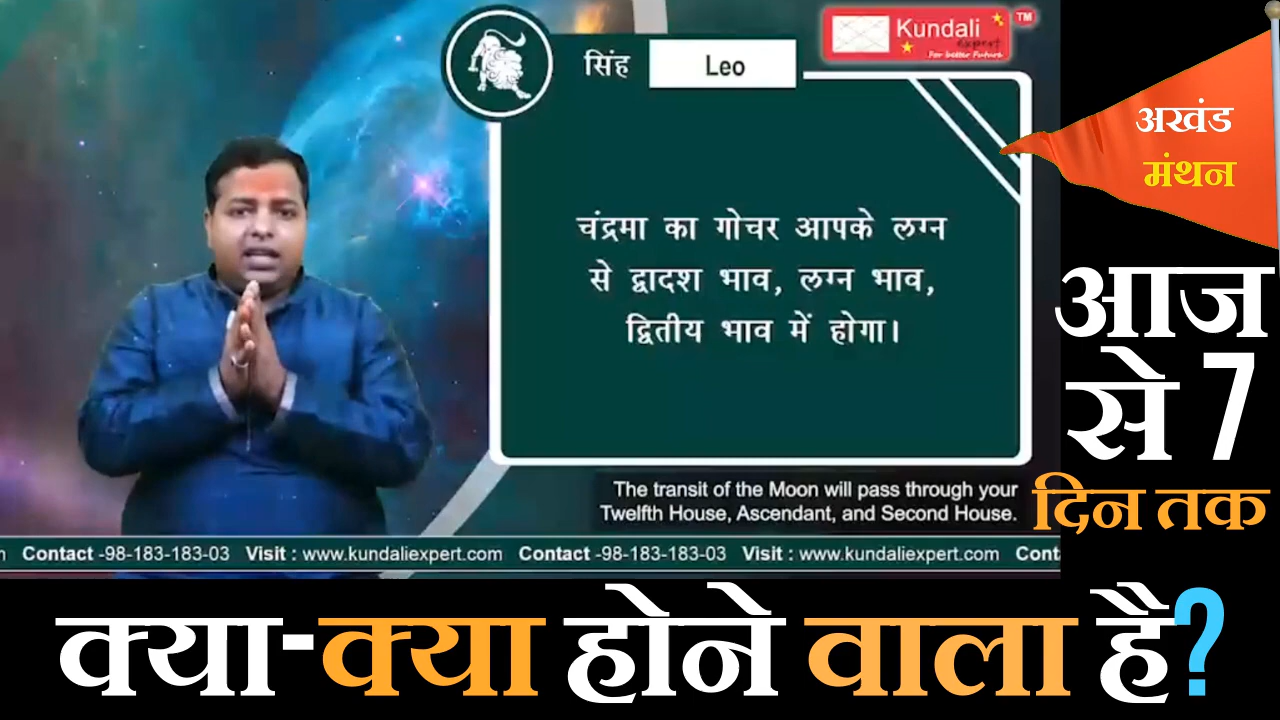 सिंह
Leo
Kundali
expert
For better Future
TM
अखंड
मंथन
चंद्रमा का गोचर आपके लग्न
से द्वादश भाव, लग्न भाव,
द्वितीय भाव में होगा।
आज
से 7
दिन तक
The transit of the Moon will pass through your
Twelfth House, Ascendant, and Second House.
n Contact -98-183-183-03 Visit : www.kundaliexpert.com Contact -98-183-183-03 Visit : www.kundaliexpert.com Cont
क्या-क्या होने वाला है?